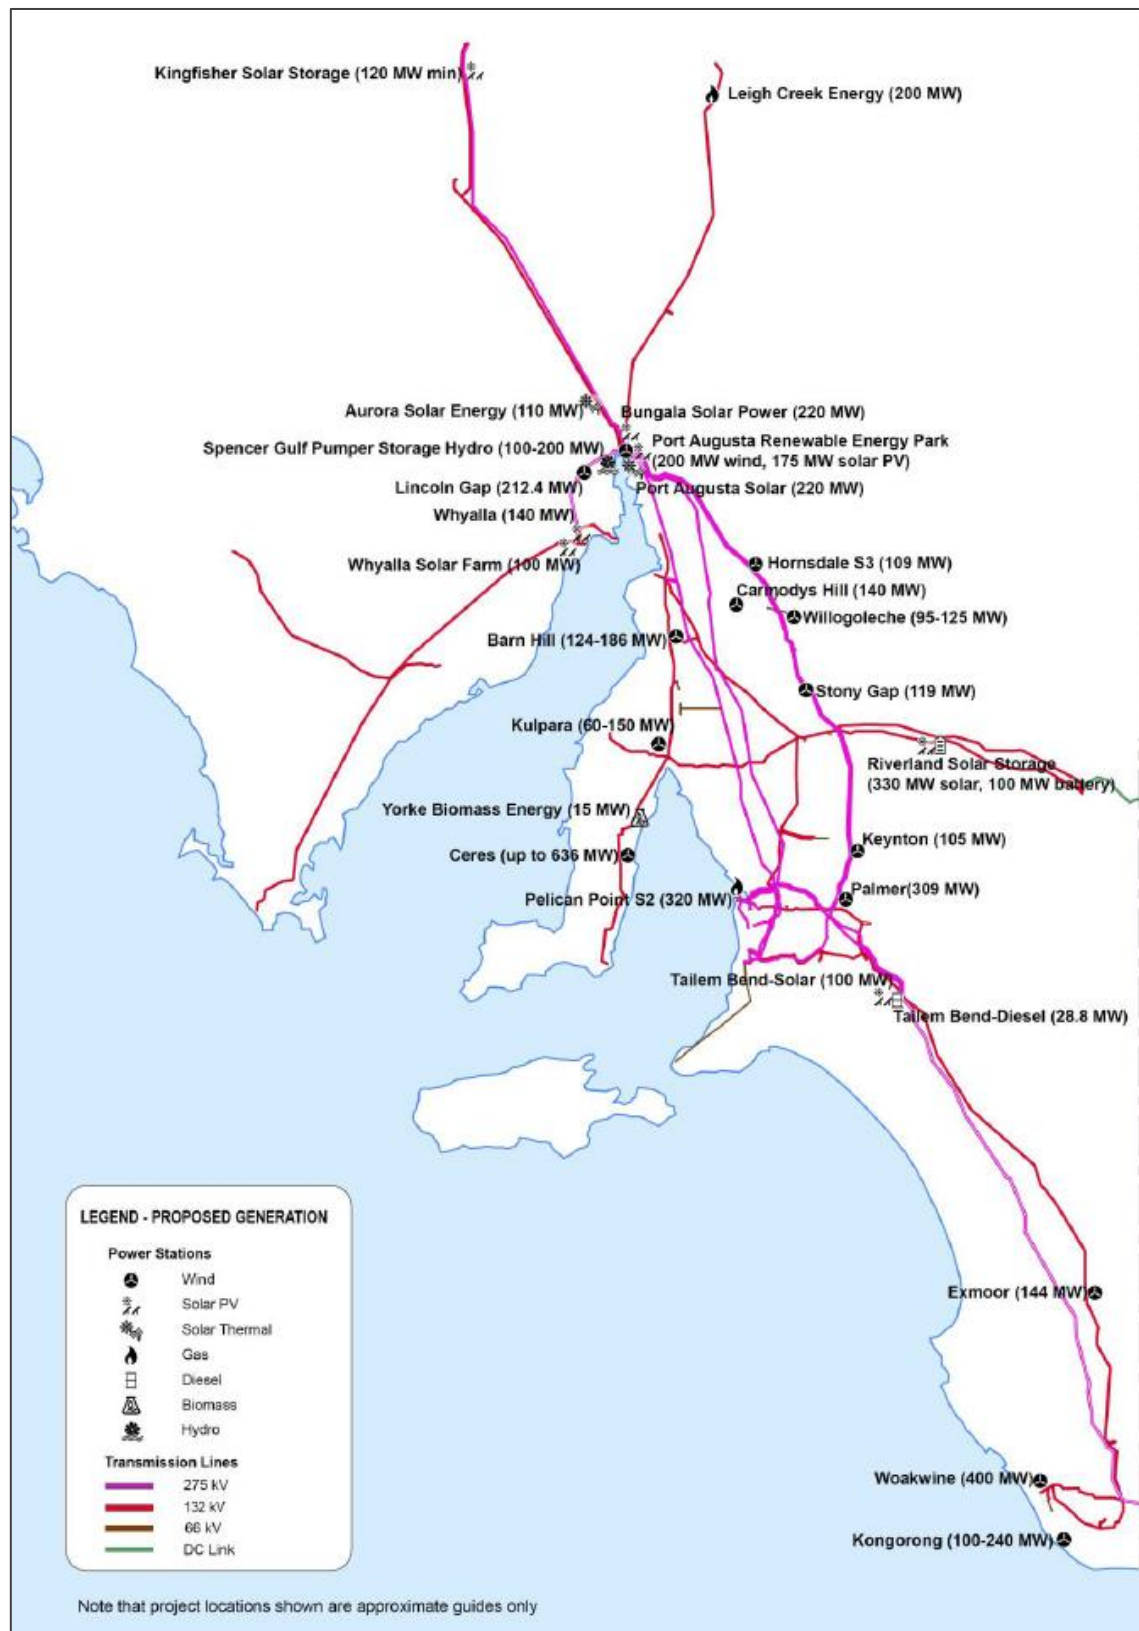 Kingfisher Solar Storage (120 MW min)
Leigh Creek Energy (200 MW)
Aurora Solar Energy (110 MW)
Bungala Solar Power (220 MW)
Spencer Gulf Pumper Storage Hydro (100-200 MW)
Port Augusta Renewable Energy Park
(200 MW wind, 175 MW solar PV)
Lincoln Gap (212.4 MW)
Port Augusta Solar (220 MW)
Whyalla (140 MW)
Whyalla Solar Farm (100 MW)
Hornsdale S3 (109 MW)
Carmodys Hill (140 MW)
Willogoleche (95-125 MW)
Barn Hill (124-186 MW)
Stony Gap (119 MW)
Kulpara (60-150 MW)
Riverland Solar Storage
(330 MW solar, 100 MW battery)
Yorke Biomass Energy (15 MW)
Keynton (105 MW)
Ceres (up to 636 MW)
Palmer(309 MW)
Pelican Point S2 (320 MW)
Tailem Bend-Solar (100 MW)
Tailem Bend-Diesel (28.8 MW)
Exmoor (144 MW)
Woakwine (400 MW)
Kongorong (100-240 MW)
LEGEND - PROPOSED GENERATION
Power Stations
Wind
Solar PV
Solar Thermal
Gas
Diesel
Biomass
Hydro
Transmission Lines
275 kV
132 kV
66 kV
DC Link
Note that project locations shown are approximate guides only